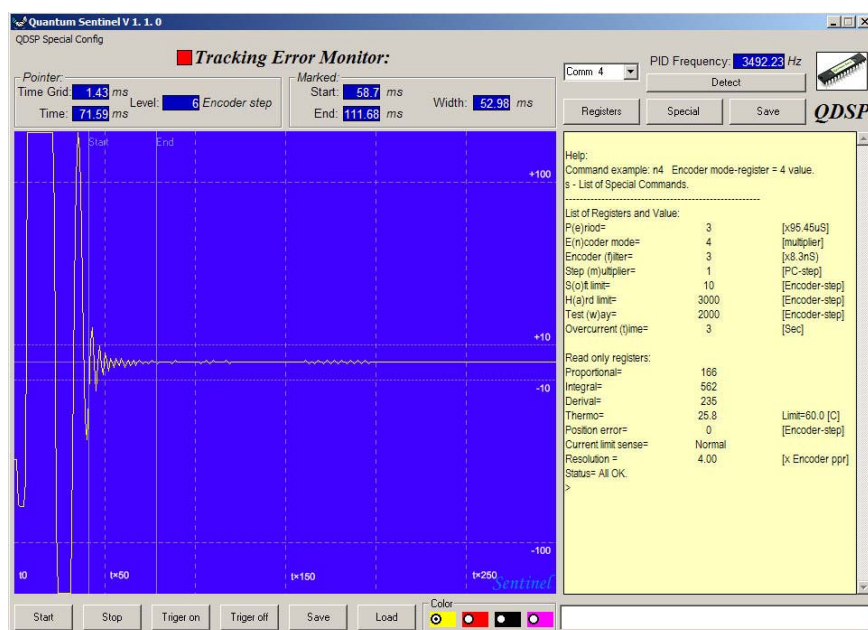 Quantum Sentinel V 1. 1. 0
QDSP Special Config
Tracking Error Monitor:
Pointer:
Time Grid: 1.43 ms
Level: 6 Encoder step
Time: 71.59 ms
Marked:
Start: 58.7 ms
Width: 52.98 ms
End: 111.68 ms
Comm 4
PID Frequency: 3492.23 Hz
Detect
Registers Special Save QDSP
Start End
+100
+10
-10
-100
t0 t×50 t×150 t×250
Sentinel
Help:
Command example: n4 Encoder mode-register = 4 value.
s - List of Special Commands.
------------------------------------------------------
List of Registers and Value:
P(e)riod= 3 [x95.45uS]
E(n)coder mode= 4 [multiplier]
Encoder (f)ilter= 3 [x8.3nS]
Step (m)ultiplier= 1 [PC-step]
S(o)ft limit= 10 [Encoder-step]
H(a)rd limit= 3000 [Encoder-step]
Test (w)ay= 2000 [Encoder-step]
Overcurrent (t)ime= 3 [Sec]
Read only registers:
Proportional= 166
Integral= 562
Derival= 235
Thermo= 25.8 Limit=60.0 [C]
Position error= 0 [Encoder-step]
Current limit sense= Normal
Resolution = 4.00 [x Encoder ppr]
Status= All OK.
>
Start Stop Triger on Triger off Save Load
Color